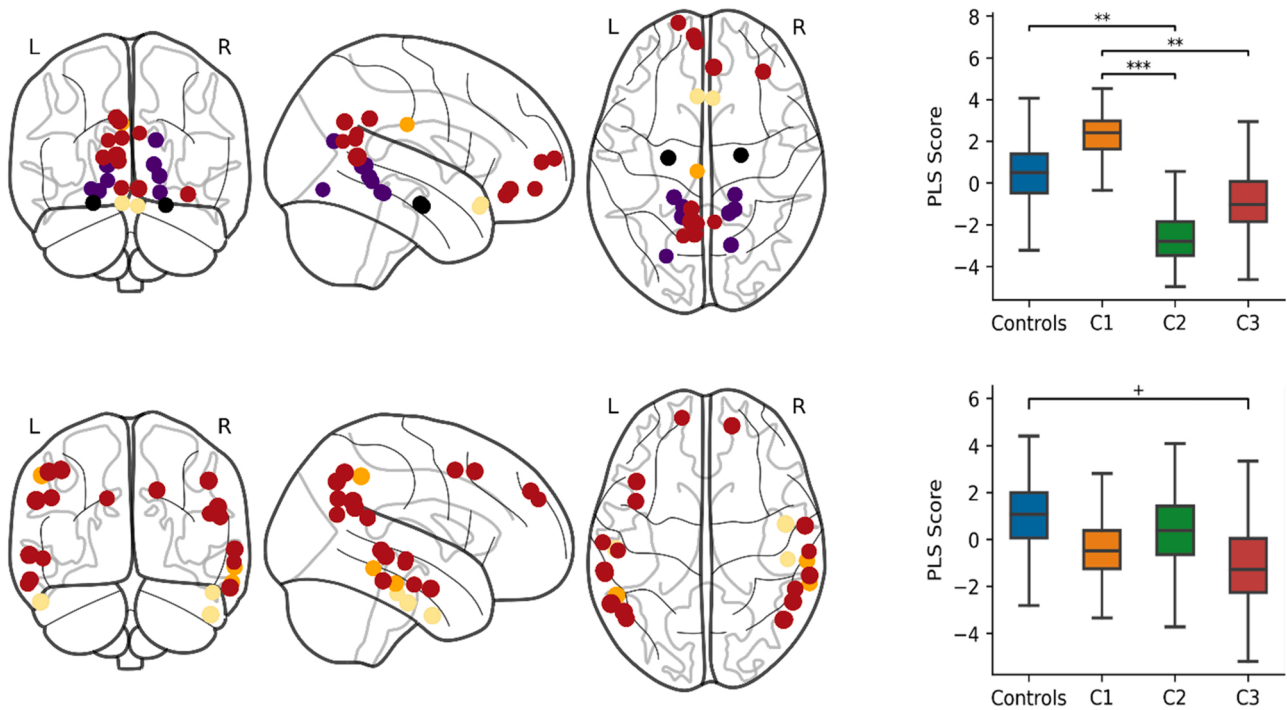 L R
L R
8
6
4
2
0
−2
−4
PLS Score
**
**
***
Controls C1 C2 C3
L R
L R
6
4
2
0
−2
−4
PLS Score
+
Controls C1 C2 C3